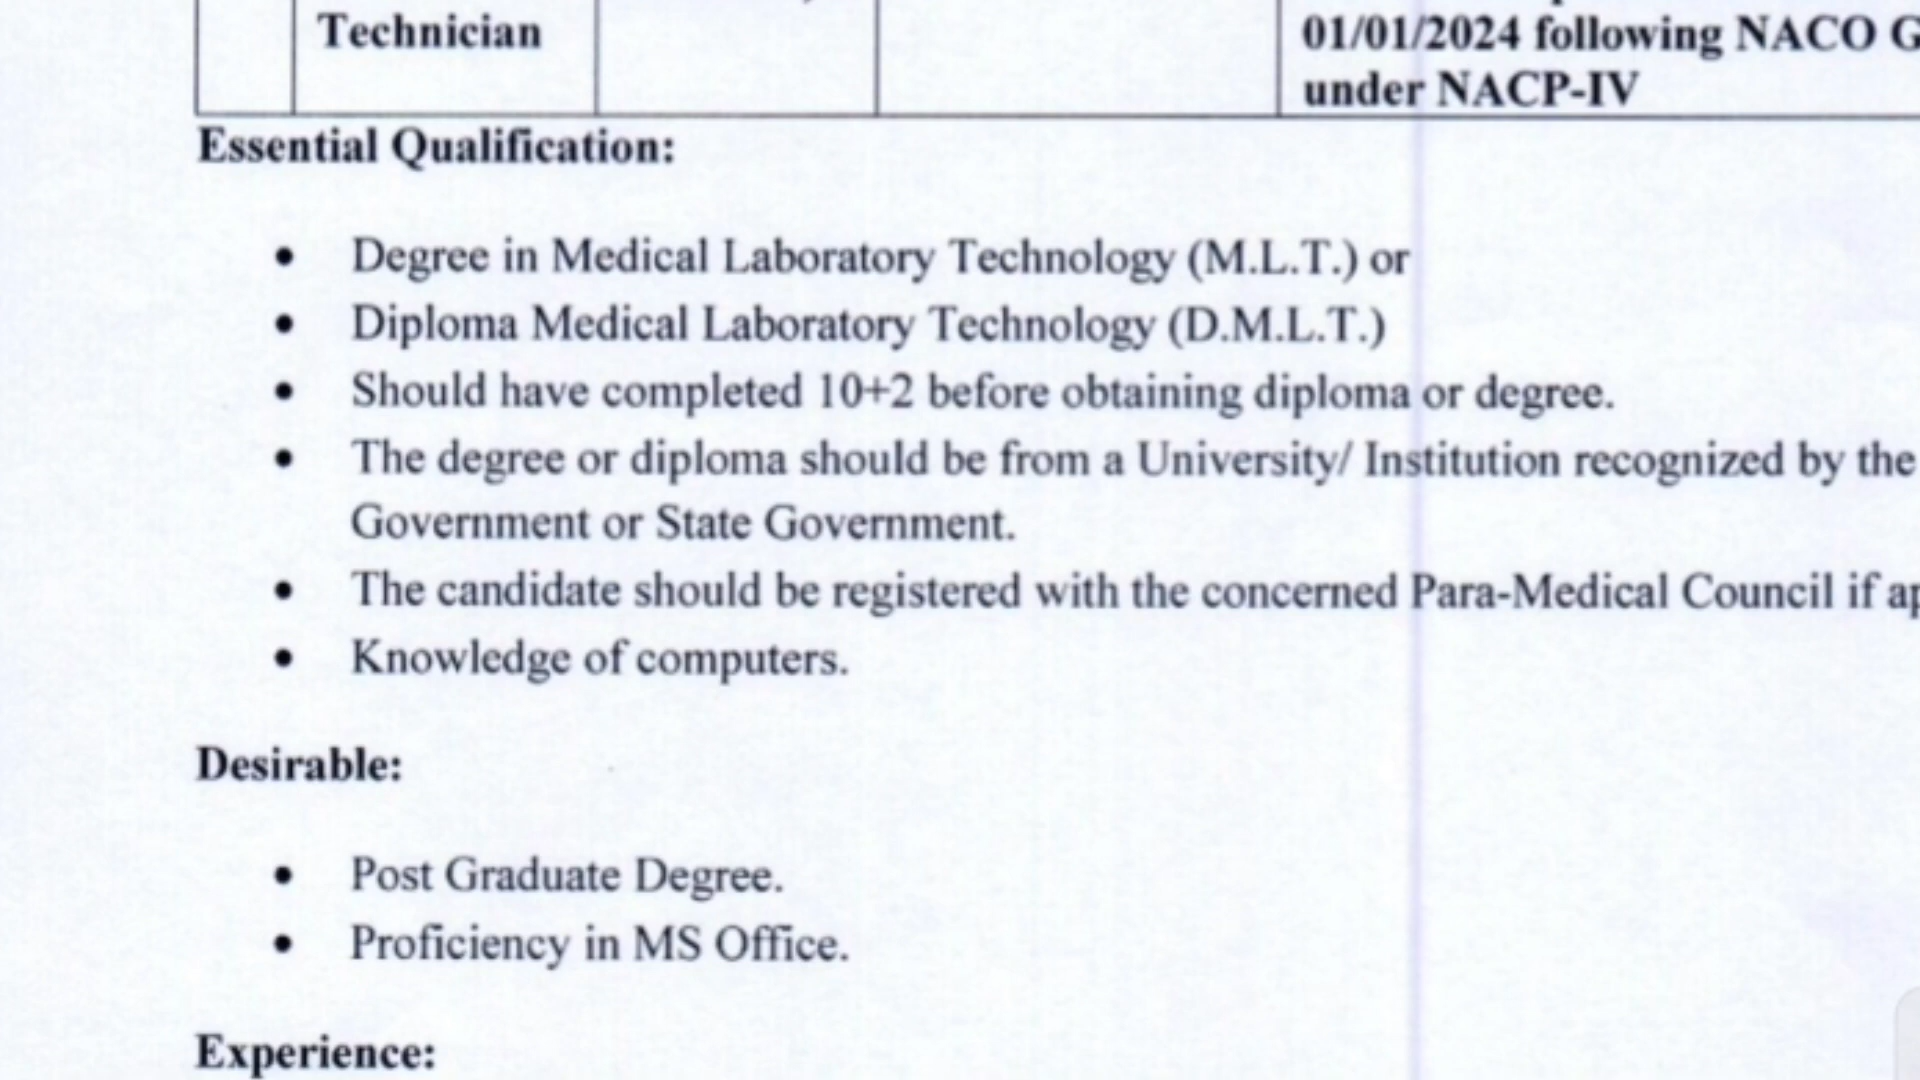 Technician
01/01/2024 following NACO G
under NACP-IV
Essential Qualification:
• Degree in Medical Laboratory Technology (M.L.T.) or
• Diploma Medical Laboratory Technology (D.M.L.T.)
• Should have completed 10+2 before obtaining diploma or degree.
• The degree or diploma should be from a University/ Institution recognized by the
Government or State Government.
• The candidate should be registered with the concerned Para-Medical Council if ap
• Knowledge of computers.
Desirable:
• Post Graduate Degree.
• Proficiency in MS Office.
Experience: